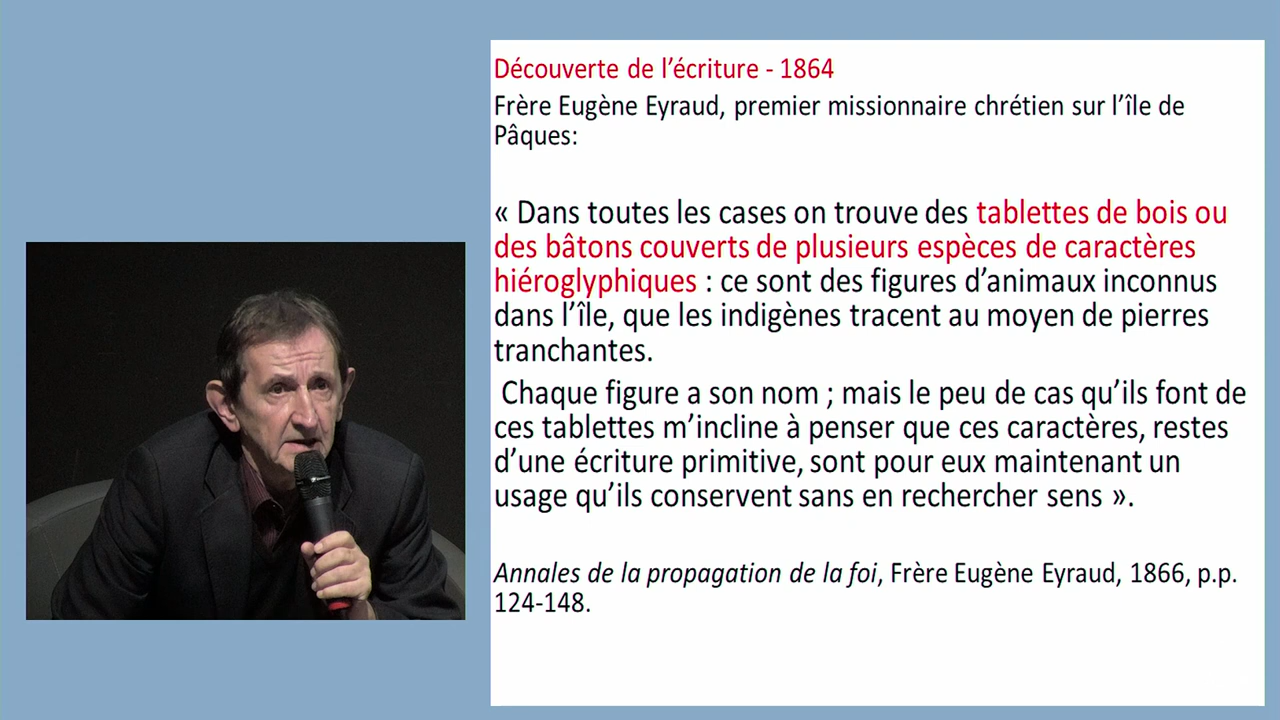 Découverte de l’écriture - 1864
Frère Eugène Eyraud, premier missionnaire chrétien sur l’île de
Pâques:
« Dans toutes les cases on trouve des tablettes de bois ou
des bâtons couverts de plusieurs espèces de caractères
hiéroglyphiques : ce sont des figures d’animaux inconnus
dans l’île, que les indigènes tracent au moyen de pierres
tranchantes.
Chaque figure a son nom ; mais le peu de cas qu’ils font de
ces tablettes m’incline à penser que ces caractères, restes
d’une écriture primitive, sont pour eux maintenant un
usage qu’ils conservent sans en rechercher sens ».
Annales de la propagation de la foi, Frère Eugène Eyraud, 1866, p.p.
124-148.